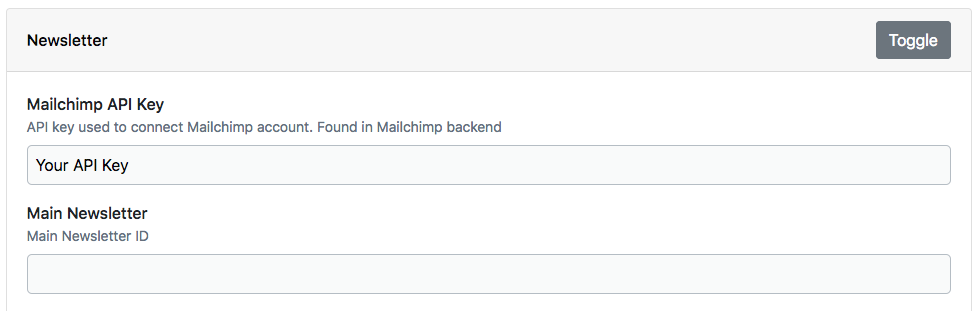 Newsletter
Toggle
Mailchimp API Key
API key used to connect Mailchimp account. Found in Mailchimp backend
Your API Key
Main Newsletter
Main Newsletter ID